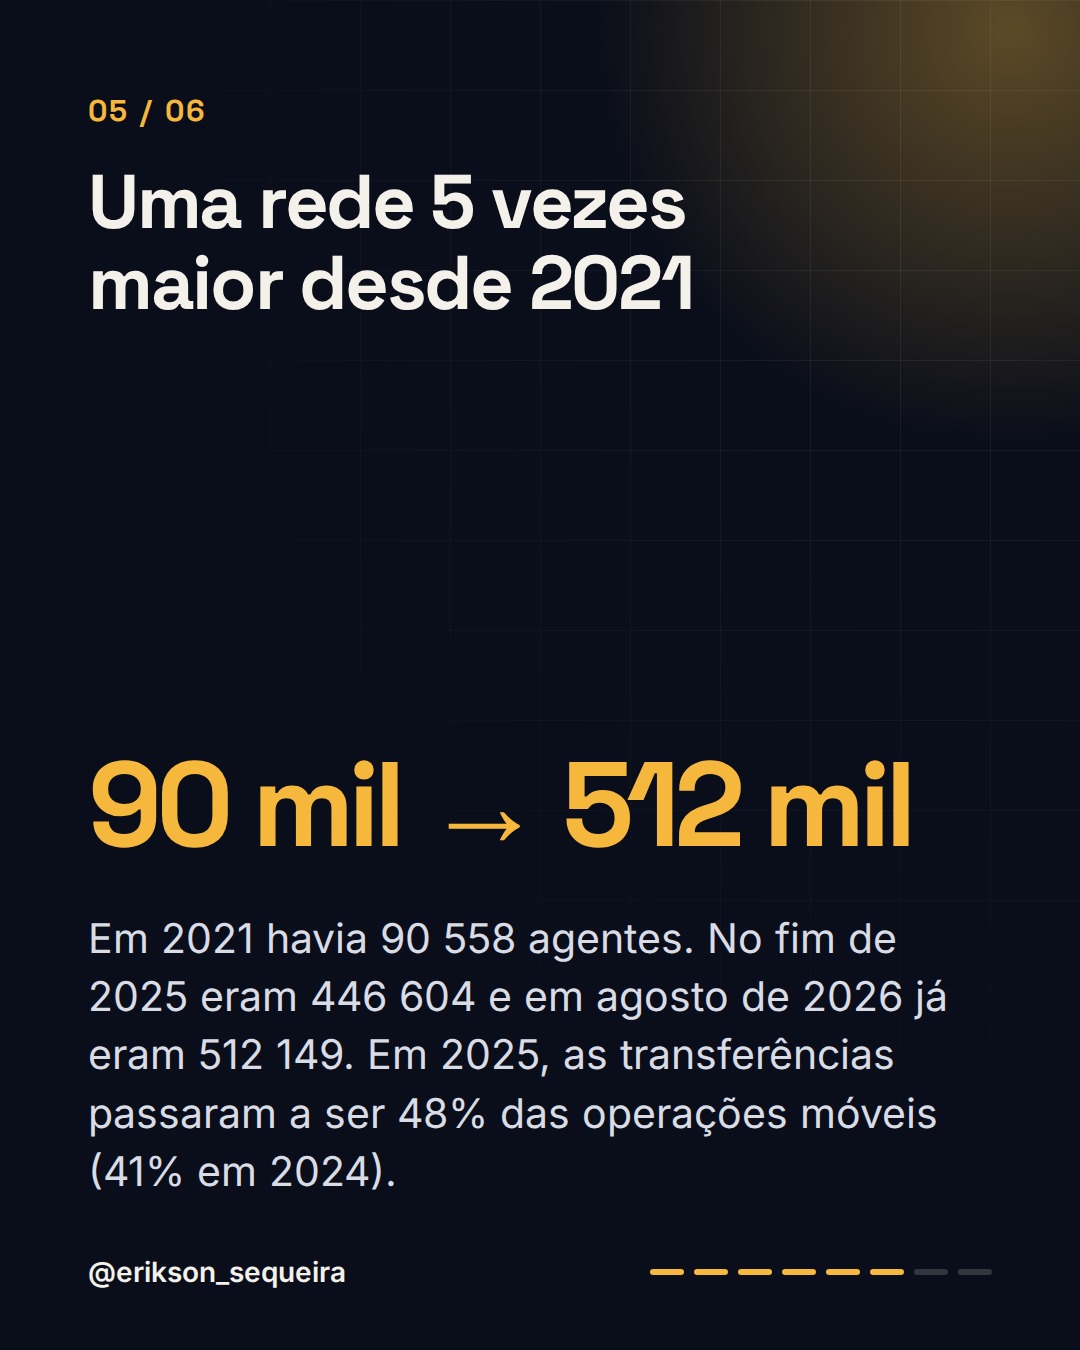 05 / 06
Uma rede 5 vezes
maior desde 2021
90 mil → 512 mil
Em 2021 havia 90 558 agentes. No fim de
2025 eram 446 604 e em agosto de 2026 já
eram 512 149. Em 2025, as transferências
passaram a ser 48% das operações móveis
(41% em 2024).
@erikson_sequeira